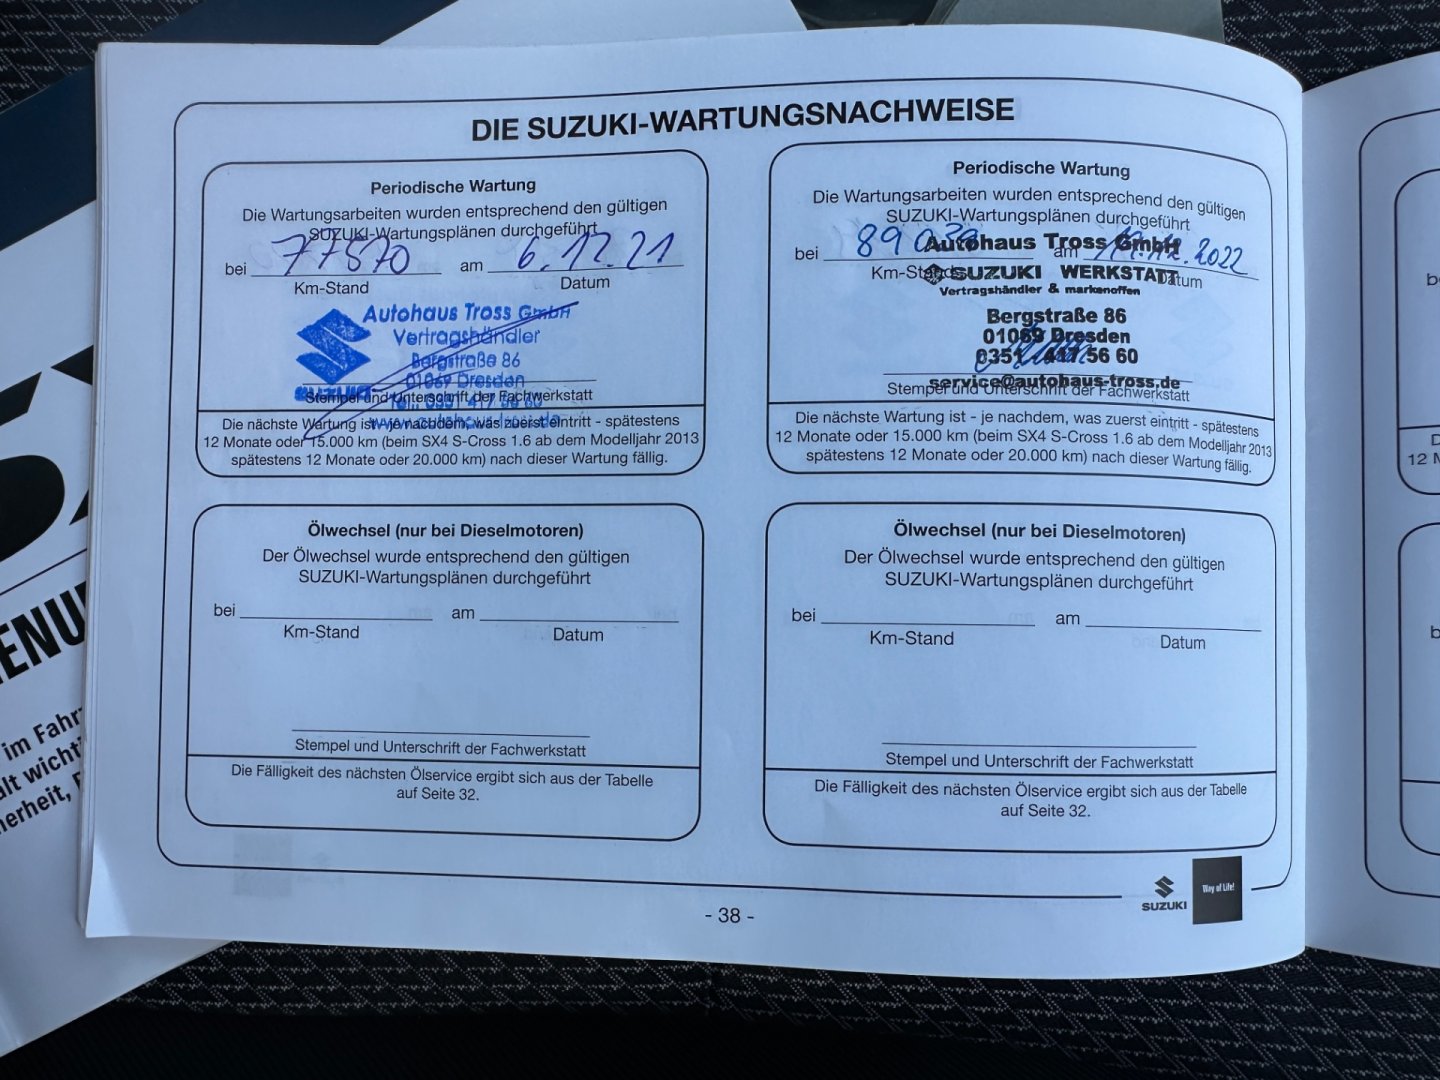 DIE SUZUKI-WARTUNGSNACHWEISE
Periodische Wartung
Die Wartungsarbeiten wurden entsprechend den gültigen
SUZUKI-Wartungsplänen durchgeführt
bei 77570 am 6.12.21
Km-Stand Datum
Autohaus Tross GmbH
Vertragshändler
Bergstraße 86
01069 Dresden
SUZUKI
Stempel und Unterschrift der Fachwerkstatt
Die nächste Wartung ist - je nachdem, was zuerst eintritt - spätestens
12 Monate oder 15.000 km (beim SX4 S-Cross 1.6 ab dem Modelljahr 2013
spätestens 12 Monate oder 20.000 km) nach dieser Wartung fällig.
Periodische Wartung
Die Wartungsarbeiten wurden entsprechend den gültigen
SUZUKI-Wartungsplänen durchgeführt
bei 890 am 12.2022
Km-Stand Datum
Autohaus Tross GmbH
SUZUKI WERKSTATT
Vertragshändler & markenoffen
Bergstraße 86
01069 Dresden
0351 417 56 60
service@autohaus-tross.de
Stempel und Unterschrift der Fachwerkstatt
Die nächste Wartung ist - je nachdem, was zuerst eintritt - spätestens
12 Monate oder 15.000 km (beim SX4 S-Cross 1.6 ab dem Modelljahr 2013
spätestens 12 Monate oder 20.000 km) nach dieser Wartung fällig.
Ölwechsel (nur bei Dieselmotoren)
Der Ölwechsel wurde entsprechend den gültigen
SUZUKI-Wartungsplänen durchgeführt
bei am
Km-Stand Datum
Stempel und Unterschrift der Fachwerkstatt
Die Fälligkeit des nächsten Ölservice ergibt sich aus der Tabelle
auf Seite 32.
Ölwechsel (nur bei Dieselmotoren)
Der Ölwechsel wurde entsprechend den gültigen
SUZUKI-Wartungsplänen durchgeführt
bei am
Km-Stand Datum
Stempel und Unterschrift der Fachwerkstatt
Die Fälligkeit des nächsten Ölservice ergibt sich aus der Tabelle
auf Seite 32.
- 38 -
SUZUKI
Way of Life!
im Fahr
wicht
12